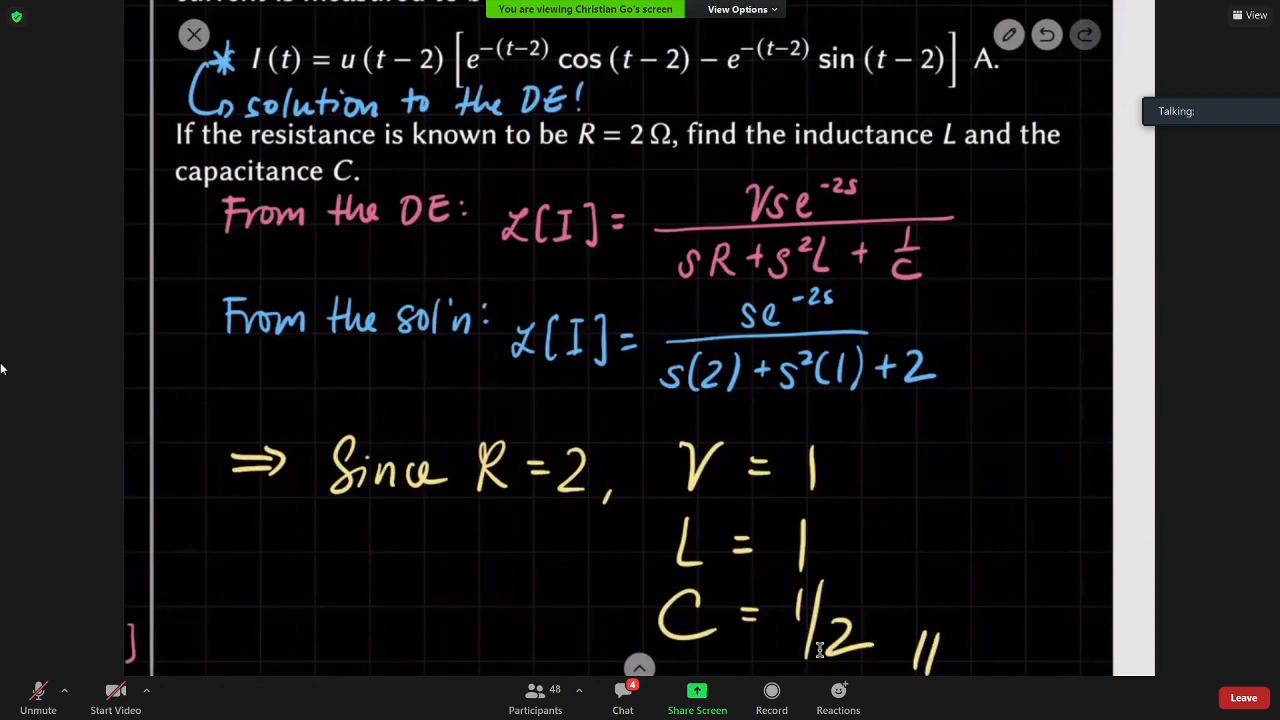 You are viewing Christian Go's screen
View Options
View
I(t) = u(t − 2) [e^{−(t−2)} cos (t − 2) − e^{−(t−2)} sin (t − 2)] A.
* ↳ solution to the DE!
Talking:
If the resistance is known to be R = 2 Ω, find the inductance L and the
capacitance C.
From the DE: ℒ[I] = Vse^{-2s} / (sR + s²L + 1/C)
From the sol'n: ℒ[I] = se^{-2s} / (s(2) + s²(1) + 2)
⇒ Since R = 2, V = 1
L = 1
C = 1/2 //
]
Unmute
Start Video
48
Participants
4
Chat
Share Screen
Record
Reactions
Leave